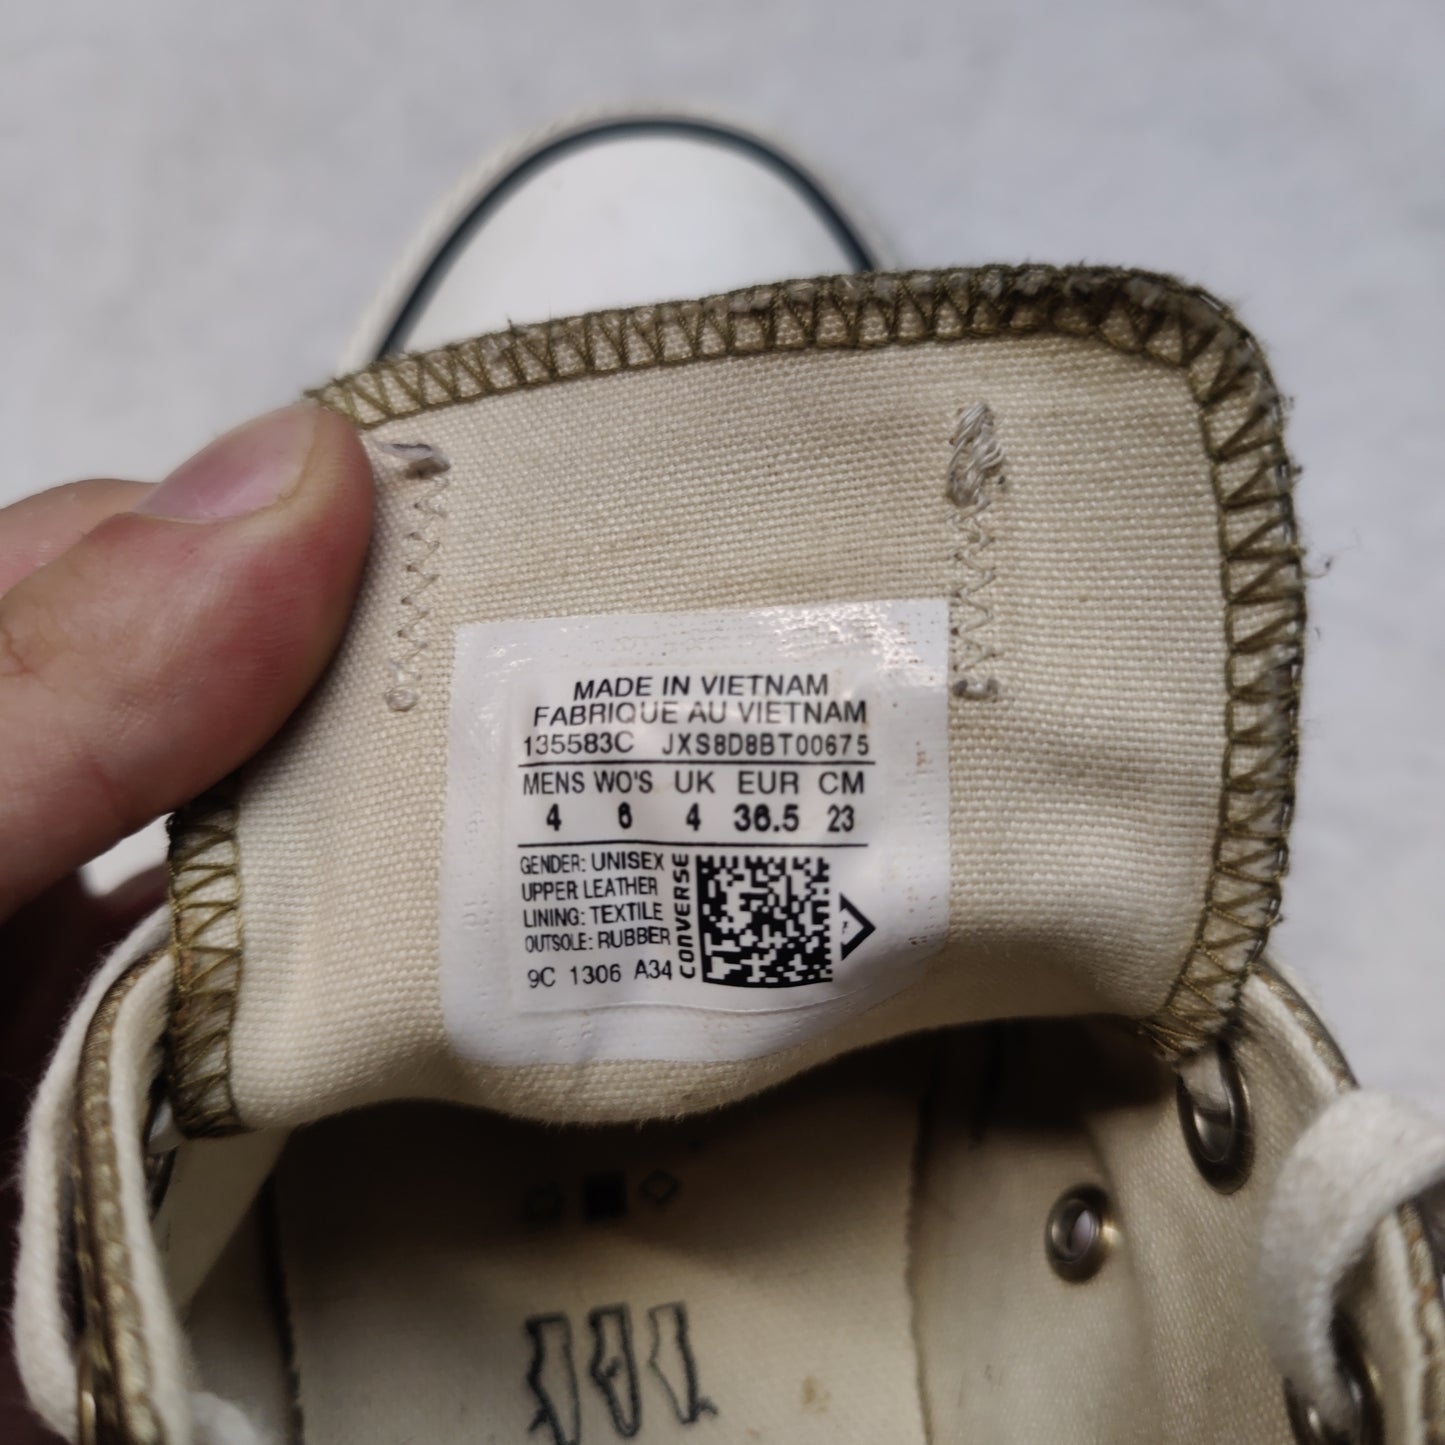 MADE IN VIETNAM
FABRIQUE AU VIETNAM
135583C JXS8D8BT00675
MENS WO'S UK EUR CM
4 6 4 36.5 23
GENDER: UNISEX
UPPER LEATHER
LINING: TEXTILE
OUTSOLE: RUBBER
9C 1306 A34
CONVERSE